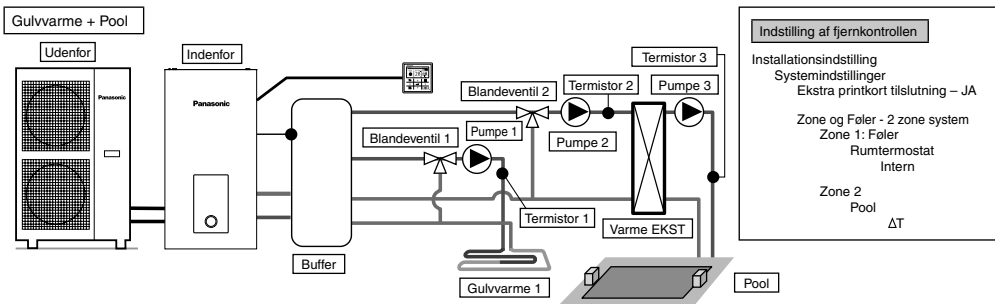 Gulvvarme + Pool
Udenfor
Indenfor
Panasonic
Panasonic
Blandeventil 2
Termistor 2
Termistor 3
Pumpe 3
Blandeventil 1
Pumpe 1
Pumpe 2
Termistor 1
Varme EKST
Buffer
Gulvvarme 1
Pool
Indstilling af fjernkontrollen
Installationsindstilling
Systemindstillinger
Ekstra printkort tilslutning – JA
Zone og Føler - 2 zone system
Zone 1: Føler
Rumtermostat
Intern
Zone 2
Pool
ΔT